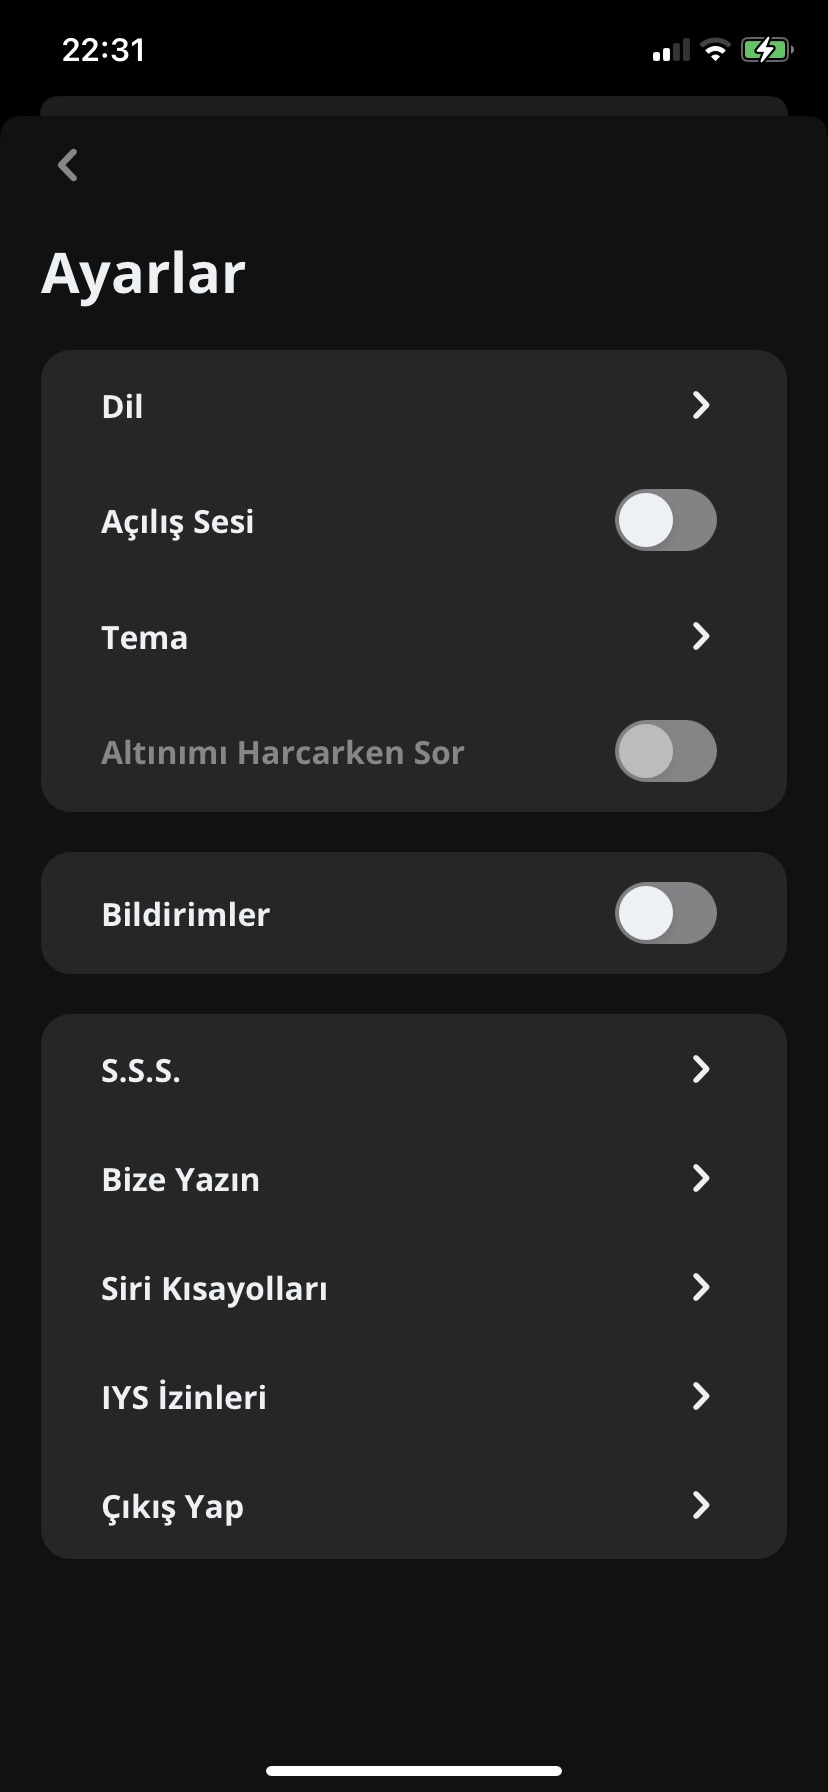 22:31
Ayarlar
Dil
Açılış Sesi
Tema
Altınımı Harcarken Sor
Bildirimler
S.S.S.
Bize Yazın
Siri Kısayolları
IYS İzinleri
Çıkış Yap